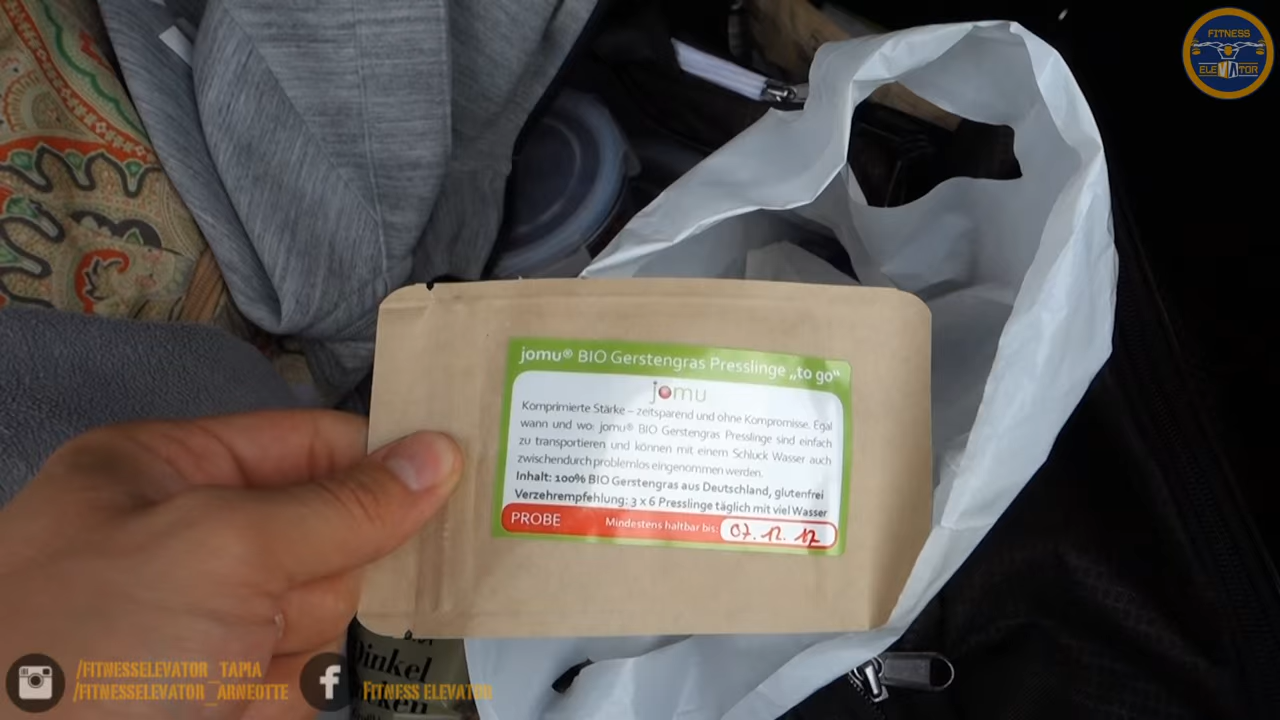 FITNESS
ELEVATOR
jomu® BIO Gerstengras Presslinge „to go“
jomu
Komprimierte Stärke – zeitsparend und ohne Kompromisse. Egal
wann und wo: jomu® BIO Gerstengras Presslinge sind einfach
zu transportieren und können mit einem Schluck Wasser auch
zwischendurch problemlos eingenommen werden.
Inhalt: 100% BIO Gerstengras aus Deutschland, glutenfrei
Verzehrempfehlung: 3 x 6 Presslinge täglich mit viel Wasser
PROBE Mindestens haltbar bis: 07.12.17
Dinkel
/FITNESSELEVATOR_TAPIA
/FITNESSELEVATOR_ARNEOTTE
f FITNESS ELEVATOR